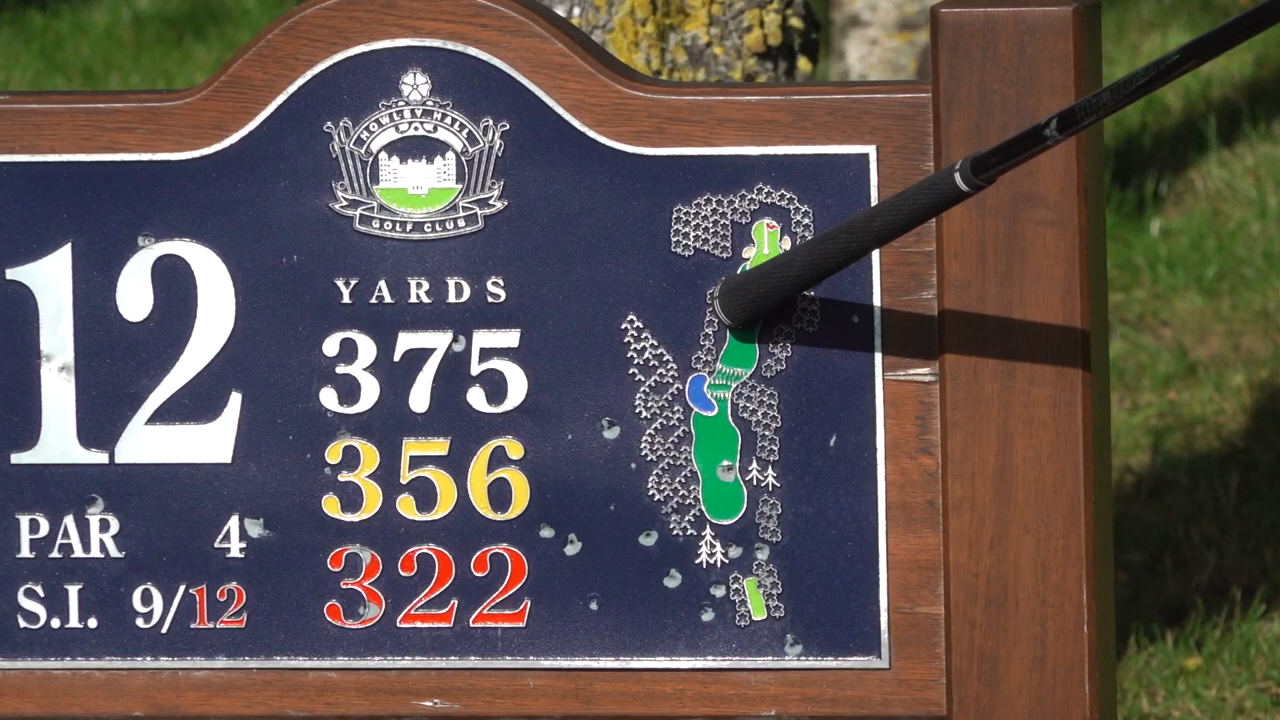 HOWLEY HALL
GOLF CLUB
12
YARDS
375
356
322
PAR 4
S.I. 9/12